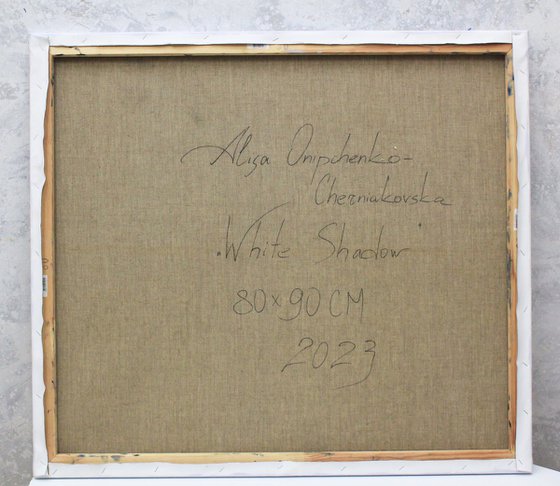 Alisa Onipchenko-
Cherniakovska
"White Shadow"
80×90 CM
2023